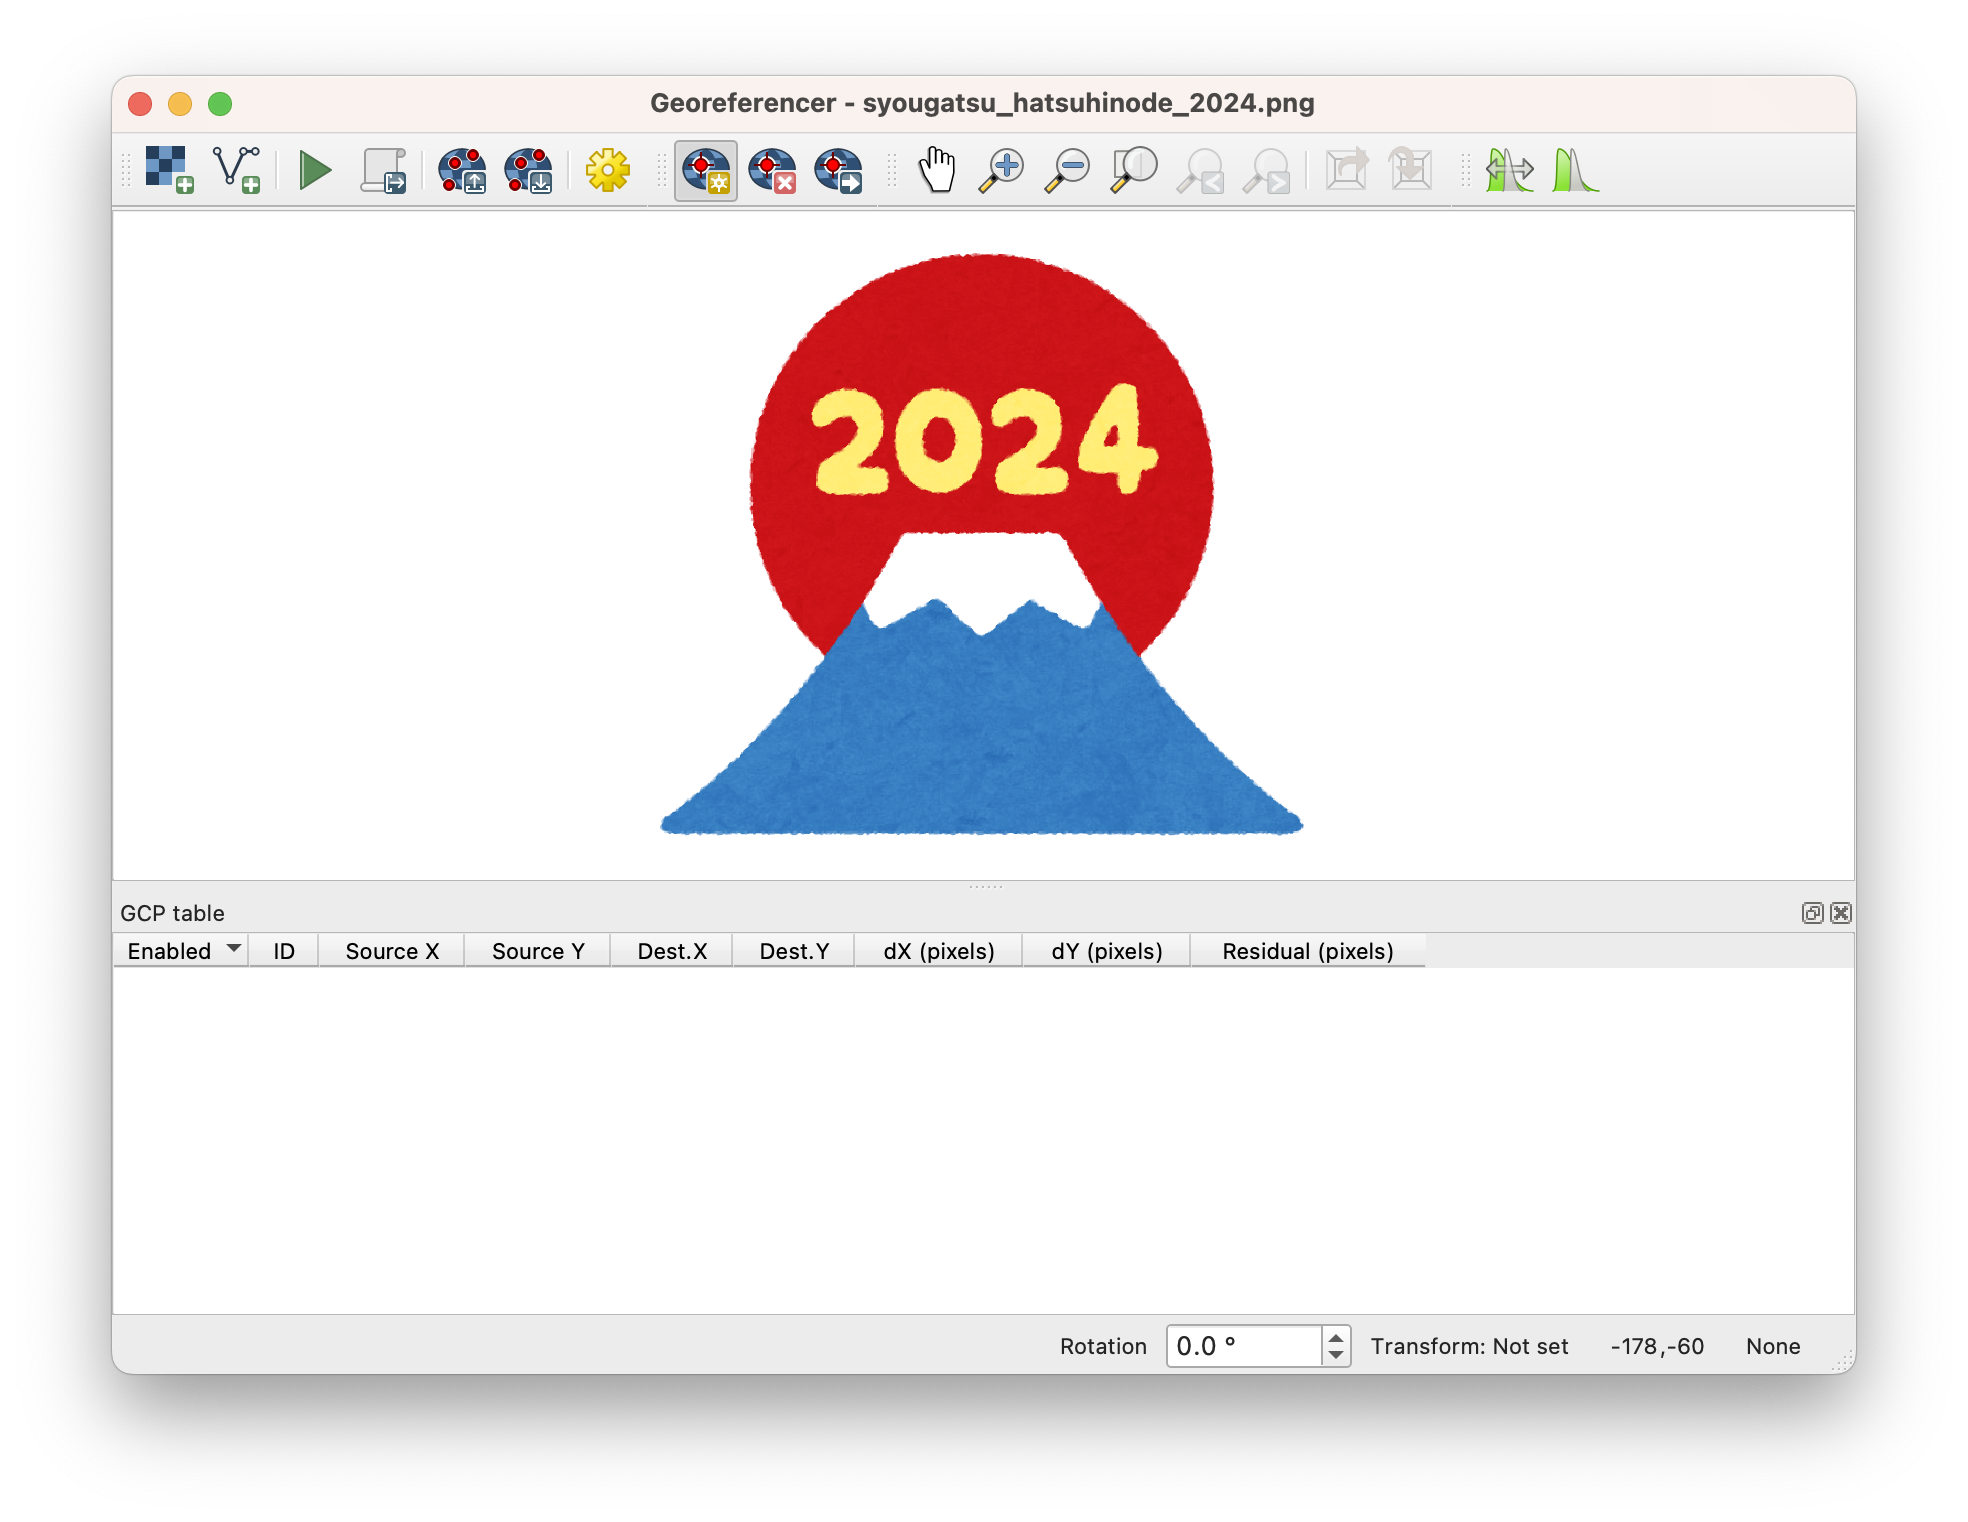 Georeferencer - syougatsu_hatsuhinode_2024.png
2024
GCP table
Enabled ID Source X Source Y Dest.X Dest.Y dX (pixels) dY (pixels) Residual (pixels)
Rotation 0.0 ° Transform: Not set -178,-60 None